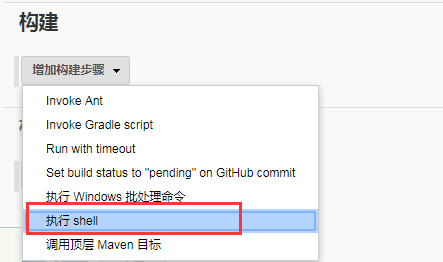 构建
增加构建步骤
Invoke Ant
Invoke Gradle script
Run with timeout
Set build status to "pending" on GitHub commit
执行 Windows 批处理命令
执行 shell
调用顶层 Maven 目标